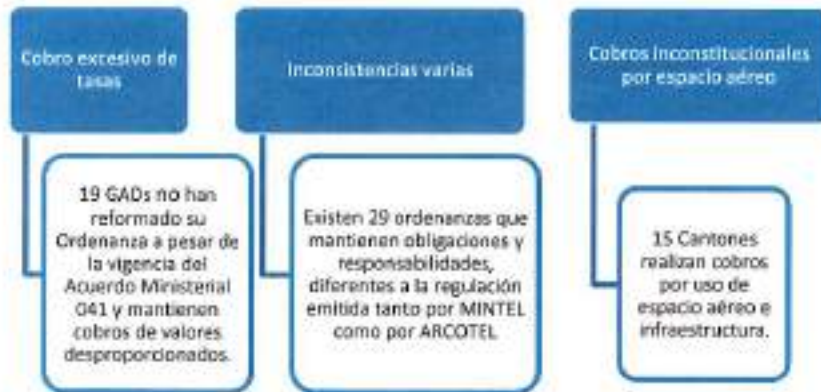 Cobro excesivo de
tasas
19 GADs no han
reformado su
Ordenanza a pesar de
la vigencia del
Acuerdo Ministerial
041 y mantienen
cobros de valores
desproporcionados.
Inconsistencias varias
Existen 29 ordenanzas que
mantienen obligaciones y
responsabilidades,
diferentes a la regulación
emitida tanto por MINTEL
como por ARCOTEL
Cobros inconstitucionales
por espacio aéreo
15 Cantones
realizan cobros
por uso de
espacio aéreo e
infraestructura.